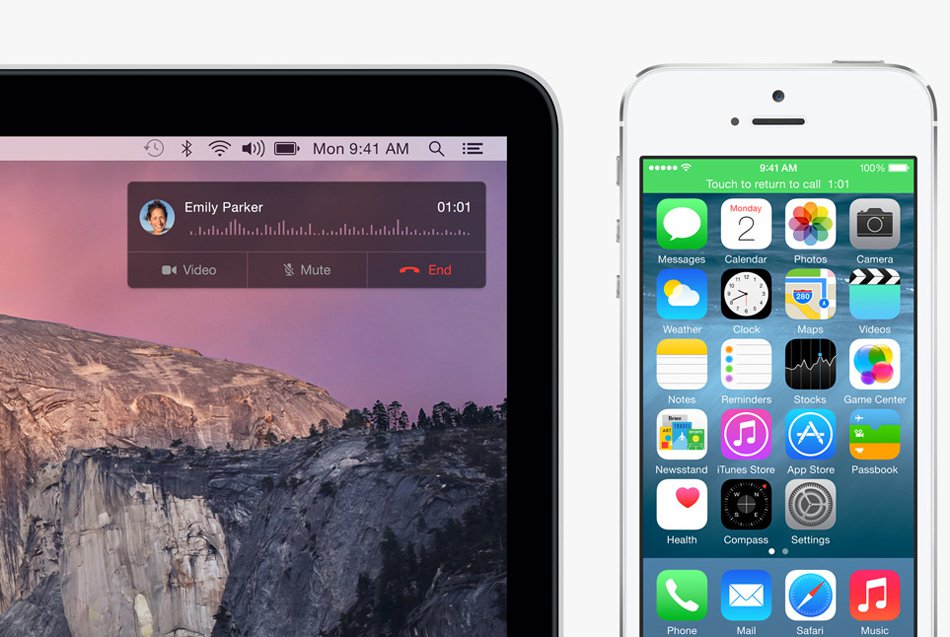 Mon 9:41 AM
Emily Parker 01:01
Video Mute End
9:41 AM 100%
Touch to return to call 1:01
Monday
2
Messages Calendar Photos Camera
280
Weather Clock Maps Videos
Notes Reminders Stocks Game Center
Newsstand iTunes Store App Store Passbook
N
W E
S
Health Compass Settings
Phone Mail Safari Music